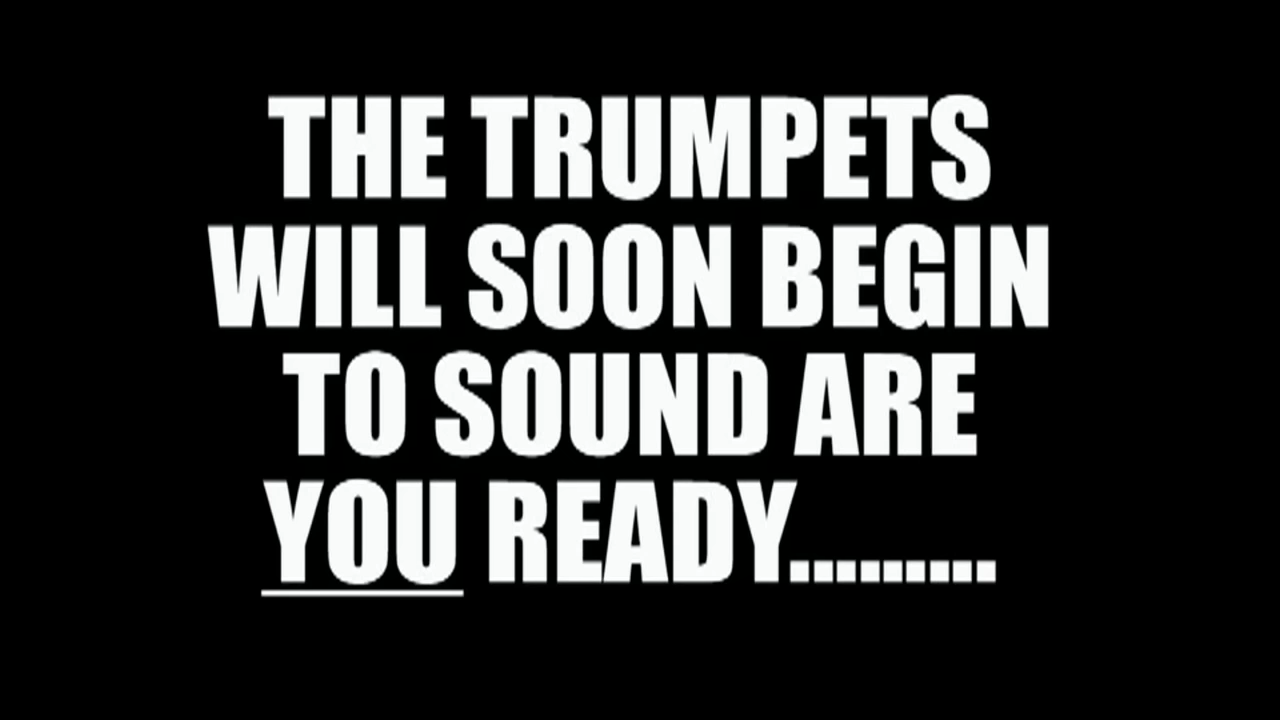 THE TRUMPETS
WILL SOON BEGIN
TO SOUND ARE
YOU READY.........